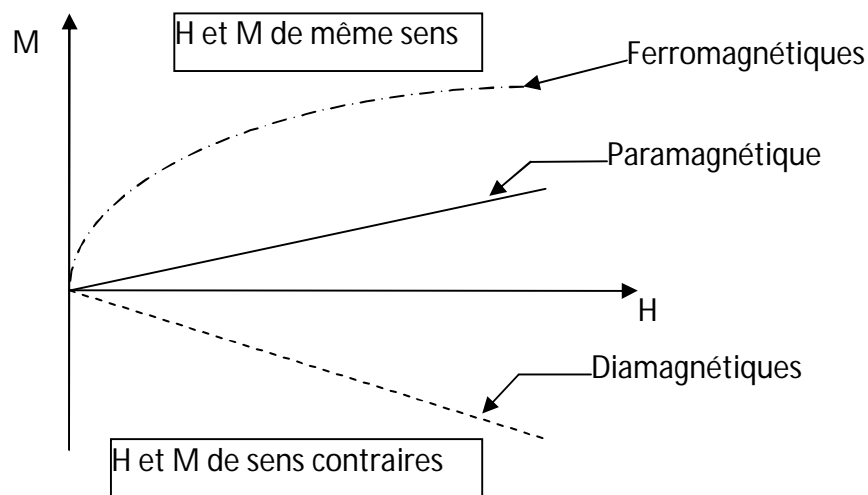 M
H et M de même sens
Ferromagnétiques
Paramagnétique
H
Diamagnétiques
H et M de sens contraires